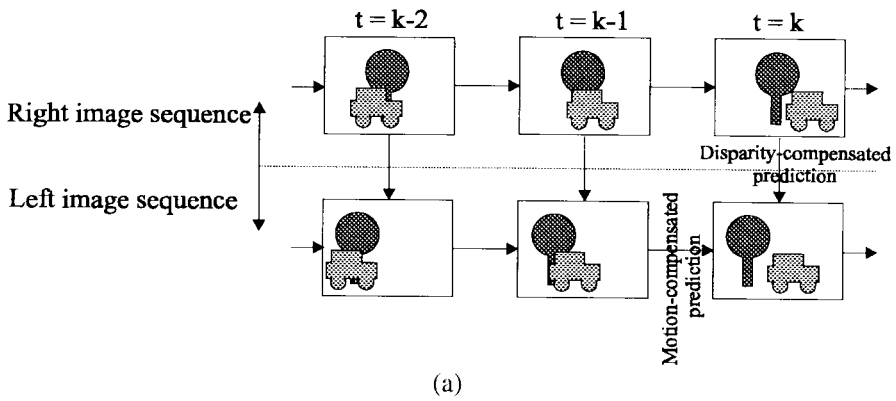 t = k-2
t = k-1
t = k
Right image sequence
Disparity-compensated
prediction
Left image sequence
Motion-compensated
prediction
(a)